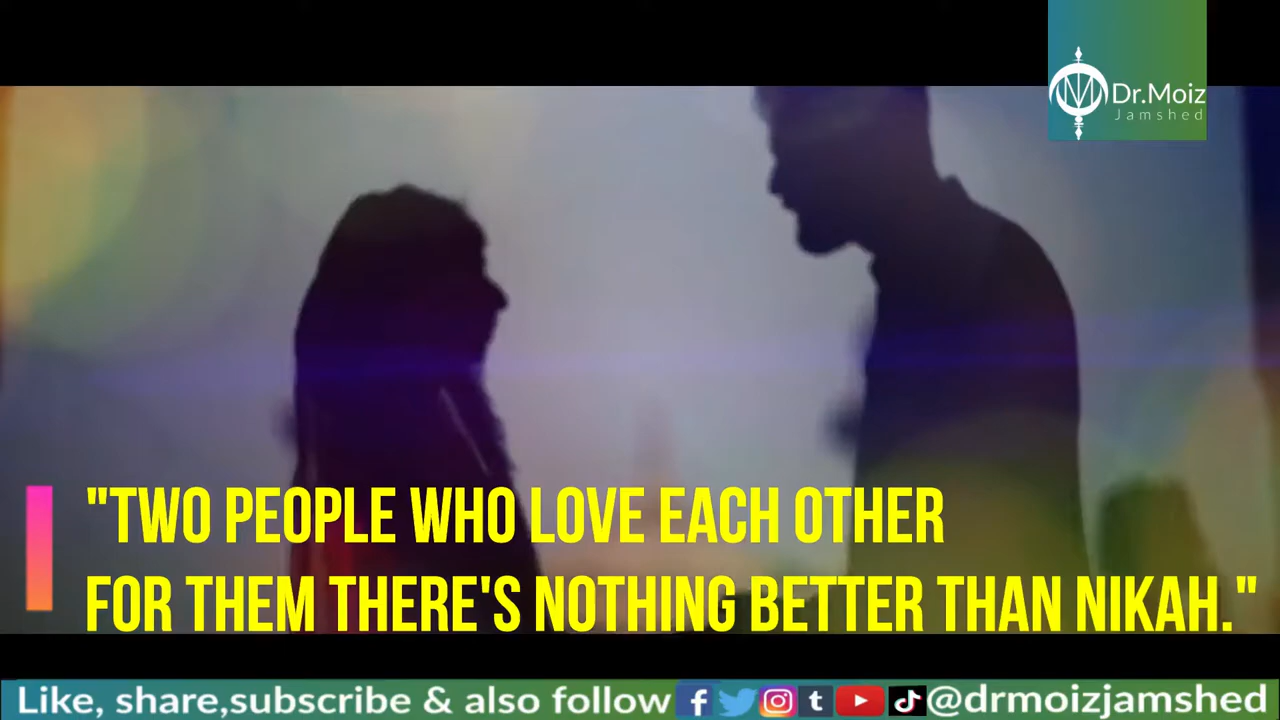 Dr.Moiz
Jamshed
"TWO PEOPLE WHO LOVE EACH OTHER
FOR THEM THERE'S NOTHING BETTER THAN NIKAH."
Like, share,subscribe & also follow @drmoizjamshed